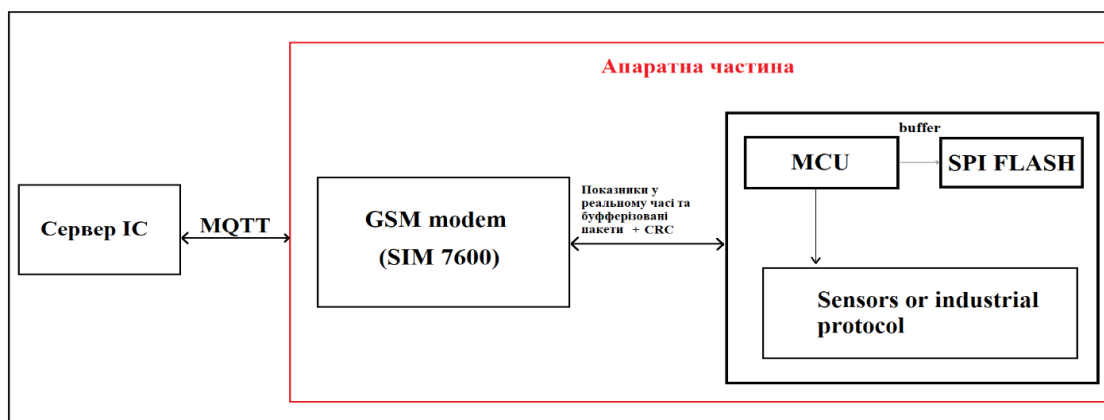 Апаратна частина
Сервер ІС
MQTT
GSM modem
(SIM 7600)
Показники у
реальному часі та
буфферізовані
пакети + CRC
buffer
MCU
SPI FLASH
Sensors or industrial
protocol